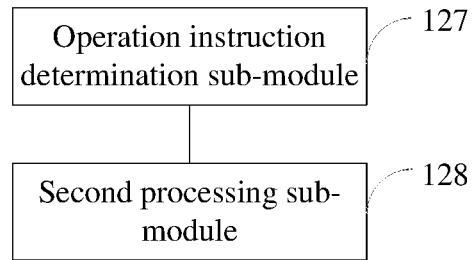 Operation instruction
determination sub-module
127
Second processing sub-
module
128